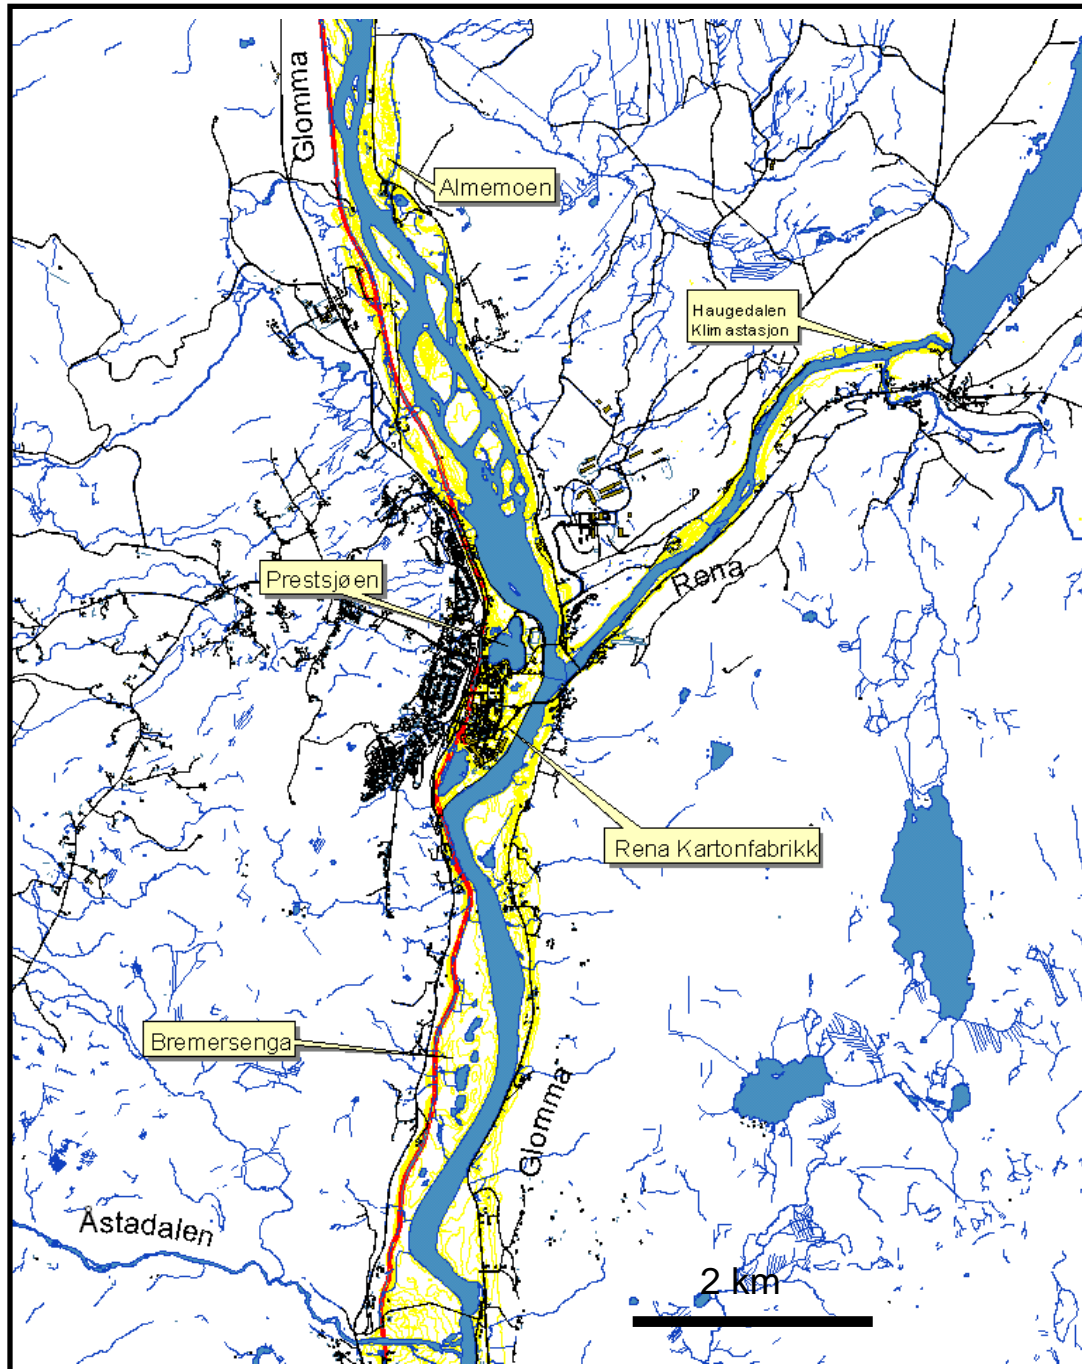 Glomma
Almemoen
Haugedalen
Klimastasjon
Prestsjøen
Rena
Rena Kartonfabrikk
Bremersenga
Glomma
Åstadalen
2 km